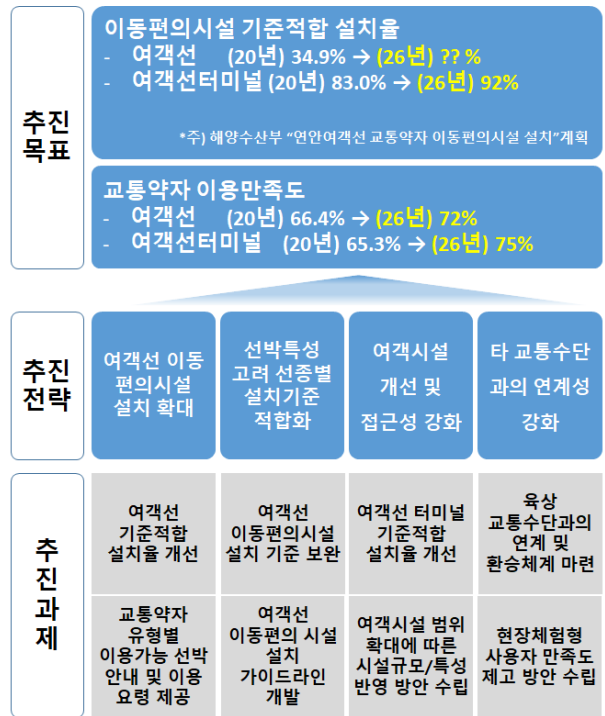 추진
목표
이동편의시설 기준적합 설치율
- 여객선 (20년) 34.9% → (26년) ?? %
- 여객선터미널 (20년) 83.0% → (26년) 92%
*주) 해양수산부 “연안여객선 교통약자 이동편의시설 설치”계획
교통약자 이용만족도
- 여객선 (20년) 66.4% → (26년) 72%
- 여객선터미널 (20년) 65.3% → (26년) 75%
추진
전략
여객선 이동
편의시설
설치 확대
선박특성
고려 선종별
설치기준
적합화
여객시설
개선 및
접근성 강화
타 교통수단
과의 연계성
강화
추
진
과
제
여객선
기준적합
설치율 개선
여객선
이동편의시설
설치 기준 보완
여객선 터미널
기준적합
설치율 개선
육상
교통수단과의
연계 및
환승체계 마련
교통약자
유형별
이용가능 선박
안내 및 이용
요령 제공
여객선
이동편의 시설
설치
가이드라인
개발
여객시설 범위
확대에 따른
시설규모/특성
반영 방안 수립
현장체험형
사용자 만족도
제고 방안 수립